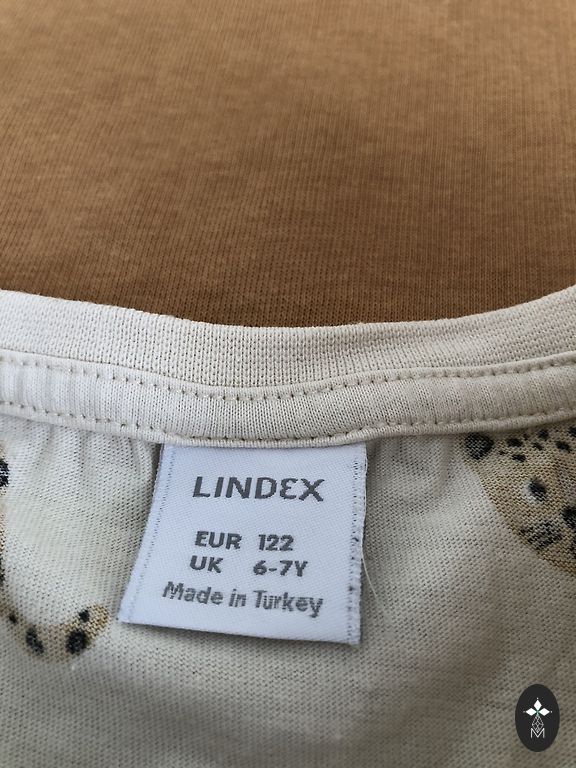 LINDEX
EUR 122
UK 6-7Y
Made in Turkey
M